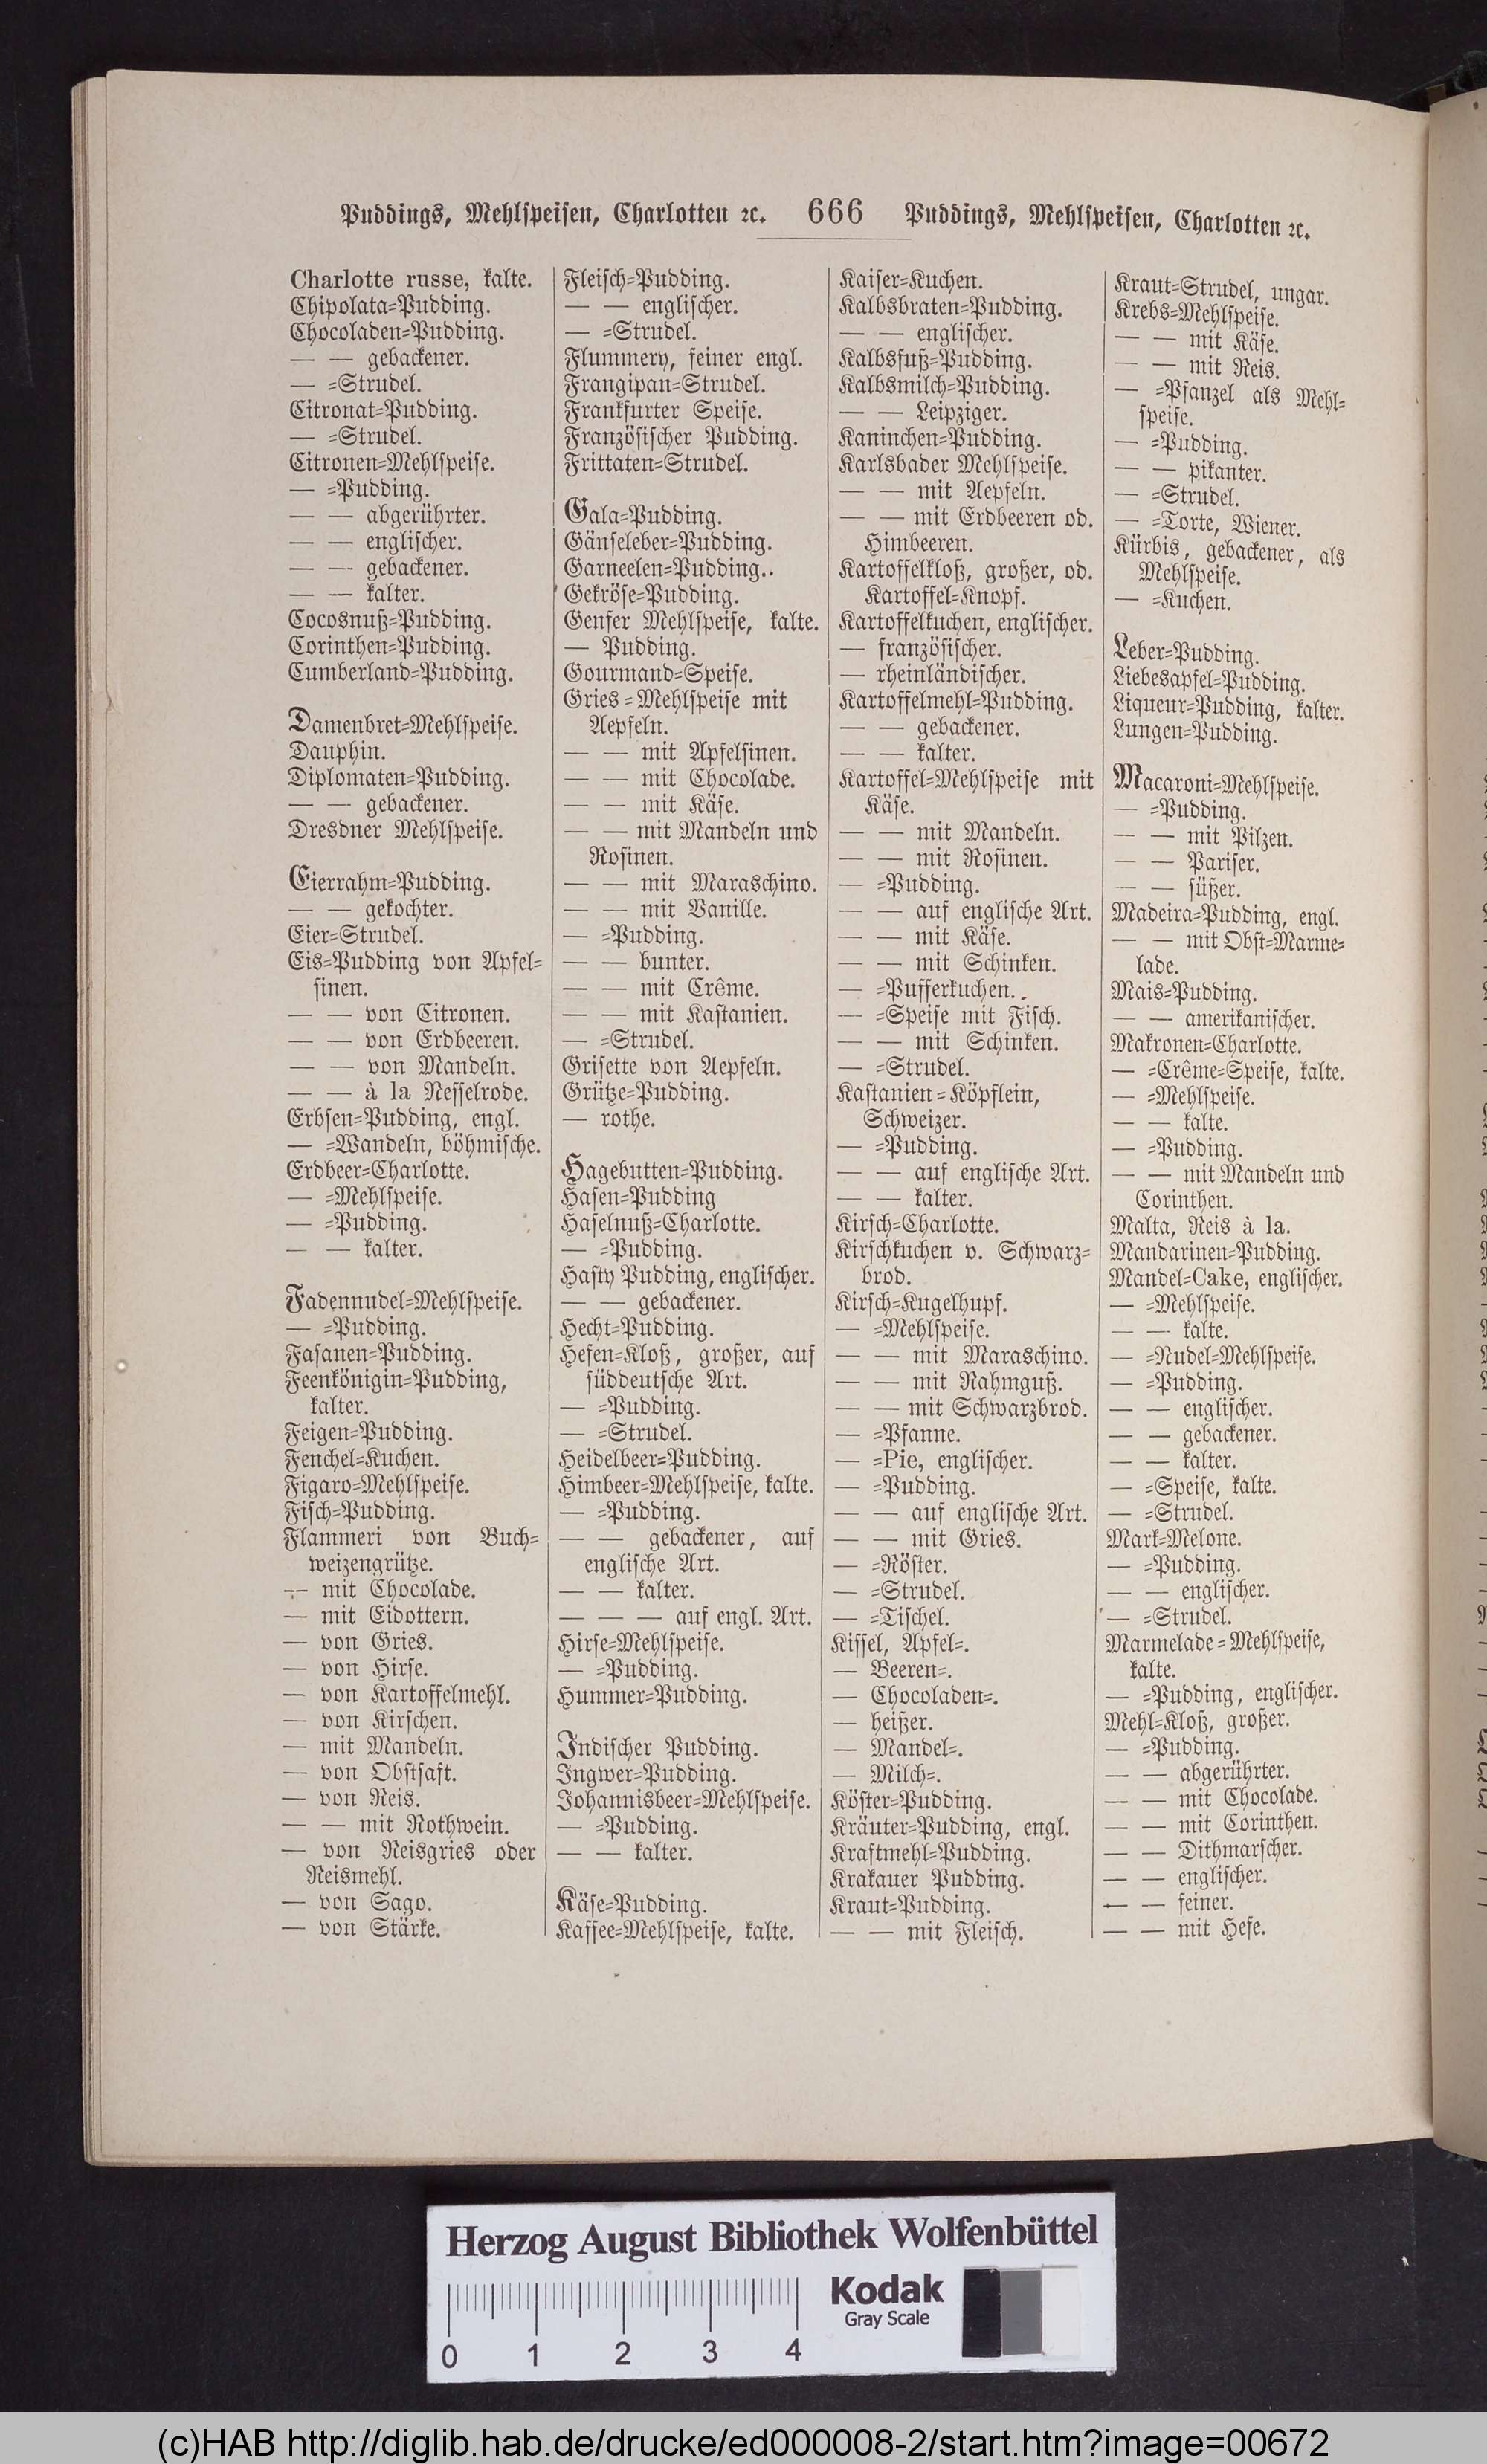 Puddings, Mehlspeisen, Charlotten ꝛc. 666 Puddings, Mehlspeisen, Charlotten ꝛc.
Charlotte russe, kalte.
Chipolata=Pudding.
Chocoladen=Pudding.
— — gebackener.
— =Strudel.
Citronat=Pudding.
— =Strudel.
Citronen=Mehlspeise.
— =Pudding.
— — abgerührter.
— — englischer.
— — gebackener.
— — kalter.
Cocosnuß=Pudding.
Corinthen=Pudding.
Cumberland=Pudding.
Damenbret=Mehlspeise.
Dauphin.
Diplomaten=Pudding.
— — gebackener.
Dresdner Mehlspeise.
Eierrahm=Pudding.
— — gekochter.
Eier=Strudel.
Eis=Pudding von Apfel=
sinen.
— — von Citronen.
— — von Erdbeeren.
— — von Mandeln.
— — à la Nesselrode.
Erbsen=Pudding, engl.
— =Wandeln, böhmische.
Erdbeer=Charlotte.
— =Mehlspeise.
— =Pudding.
— — kalter.
Fadennudel=Mehlspeise.
— =Pudding.
Fasanen=Pudding.
Feenkönigin=Pudding,
kalter.
Feigen=Pudding.
Fenchel=Kuchen.
Figaro=Mehlspeise.
Fisch=Pudding.
Flammeri von Buch=
weizengrütze.
— mit Chocolade.
— mit Eidottern.
— von Gries.
— von Hirse.
— von Kartoffelmehl.
— von Kirschen.
— mit Mandeln.
— von Obstsaft.
— von Reis.
— — mit Rothwein.
— von Reisgries oder
Reismehl.
— von Sago.
— von Stärke.
Fleisch=Pudding.
— — englischer.
— =Strudel.
Flummery, feiner engl.
Frangipan=Strudel.
Frankfurter Speise.
Französischer Pudding.
Frittaten=Strudel.
Gala=Pudding.
Gänseleber=Pudding.
Garneelen=Pudding..
Gekröse=Pudding.
Genfer Mehlspeise, kalte.
— Pudding.
Gourmand=Speise.
Gries=Mehlspeise mit
Aepfeln.
— — mit Apfelsinen.
— — mit Chocolade.
— — mit Käse.
— — mit Mandeln und
Rosinen.
— — mit Maraschino.
— — mit Vanille.
— =Pudding.
— — bunter.
— — mit Crême.
— — mit Kastanien.
— =Strudel.
Grisette von Aepfeln.
Grütze=Pudding.
— rothe.
Hagebutten=Pudding.
Hasen=Pudding
Haselnuß=Charlotte.
— =Pudding.
Hasty Pudding, englischer.
— — gebackener.
Hecht=Pudding.
Hefen=Kloß, großer, auf
süddeutsche Art.
— =Pudding.
— =Strudel.
Heidelbeer=Pudding.
Himbeer=Mehlspeise, kalte.
— =Pudding.
— — gebackener, auf
englische Art.
— — kalter.
— — — auf engl. Art.
Hirse=Mehlspeise.
— =Pudding.
Hummer=Pudding.
Indischer Pudding.
Ingwer=Pudding.
Johannisbeer=Mehlspeise.
— =Pudding.
— — kalter.
Käse=Pudding.
Kaffee=Mehlspeise, kalte.
Kaiser=Kuchen.
Kalbsbraten=Pudding.
— — englischer.
Kalbsfuß=Pudding.
Kalbsmilch=Pudding.
— — Leipziger.
Kaninchen=Pudding.
Karlsbader Mehlspeise.
— — mit Aepfeln.
— — mit Erdbeeren od.
Himbeeren.
Kartoffelkloß, großer, od.
Kartoffel=Knopf.
Kartoffelkuchen, englischer.
— französischer.
— rheinländischer.
Kartoffelmehl=Pudding.
— — gebackener.
— — kalter.
Kartoffel=Mehlspeise mit
Käse.
— — mit Mandeln.
— — mit Rosinen.
— =Pudding.
— — auf englische Art.
— — mit Käse.
— — mit Schinken.
— =Pufferkuchen.
— =Speise mit Fisch.
— — mit Schinken.
— =Strudel.
Kastanien=Köpflein,
Schweizer.
— =Pudding.
— — auf englische Art.
— — kalter.
Kirsch=Charlotte.
Kirschkuchen v. Schwarz=
brod.
Kirsch=Kugelhupf.
— =Mehlspeise.
— — mit Maraschino.
— — mit Rahmguß.
— — mit Schwarzbrod.
— =Pfanne.
— =Pie, englischer.
— =Pudding.
— — auf englische Art.
— — mit Gries.
— =Röster.
— =Strudel.
— =Tischel.
Kissel, Apfel=.
— Beeren=.
— Chocoladen=.
— heißer.
— Mandel=.
— Milch=.
Köster=Pudding.
Kräuter=Pudding, engl.
Kraftmehl=Pudding.
Krakauer Pudding.
Kraut=Pudding.
— — mit Fleisch.
Kraut=Strudel, ungar.
Krebs=Mehlspeise.
— — mit Käse.
— — mit Reis.
— =Pfanzel als Mehl=
speise.
— =Pudding.
— — pikanter.
— =Strudel.
— =Torte, Wiener.
Kürbis, gebackener, als
Mehlspeise.
— =Kuchen.
Leber=Pudding.
Liebesapfel=Pudding.
Liqueur=Pudding, kalter.
Lungen=Pudding.
Macaroni=Mehlspeise.
— =Pudding.
— — mit Pilzen.
— — Pariser.
— — süßer.
Madeira=Pudding, engl.
— — mit Obst=Marme=
lade.
Mais=Pudding.
— — amerikanischer.
Makronen=Charlotte.
— =Crême=Speise, kalte.
— =Mehlspeise.
— — kalte.
— =Pudding.
— — mit Mandeln und
Corinthen.
Malta, Reis à la.
Mandarinen=Pudding.
Mandel=Cake, englischer.
— =Mehlspeise.
— — kalte.
— =Nudel=Mehlspeise.
— =Pudding.
— — englischer.
— — gebackener.
— — kalter.
— =Speise, kalte.
— =Strudel.
Mark=Melone.
— =Pudding.
— — englischer.
— =Strudel.
Marmelade=Mehlspeise,
kalte.
— =Pudding, englischer.
Mehl=Kloß, großer.
— =Pudding.
— — abgerührter.
— — mit Chocolade.
— — mit Corinthen.
— — Dithmarscher.
— — englischer.
— — feiner.
— — mit Hefe.
Herzog August Bibliothek Wolfenbüttel
Kodak
Gray Scale
0 1 2 3 4
(c)HAB http://diglib.hab.de/drucke/ed000008-2/start.htm?image=00672